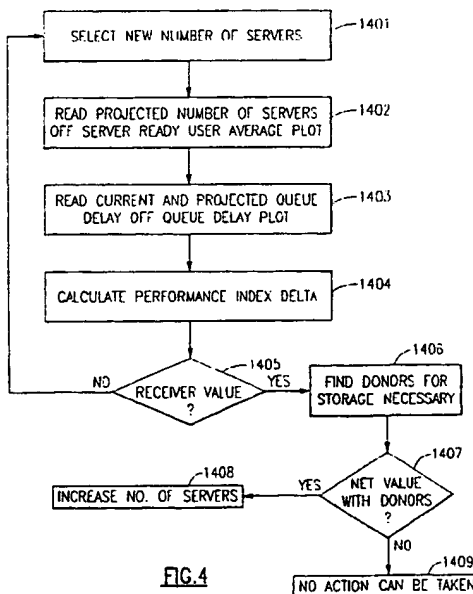 SELECT NEW NUMBER OF SERVERS
1401
READ PROJECTED NUMBER OF SERVERS
OFF SERVER READY USER AVERAGE PLOT
1402
READ CURRENT AND PROJECTED QUEUE
DELAY OFF QUEUE DELAY PLOT
1403
CALCULATE PERFORMANCE INDEX DELTA
1404
1405
NO
RECEIVER VALUE
?
YES
1406
FIND DONORS FOR
STORAGE NECESSARY
1407
NET VALUE
WITH DONORS
?
YES
1408
INCREASE NO. OF SERVERS
NO
1409
NO ACTION CAN BE TAKEN
FIG.4